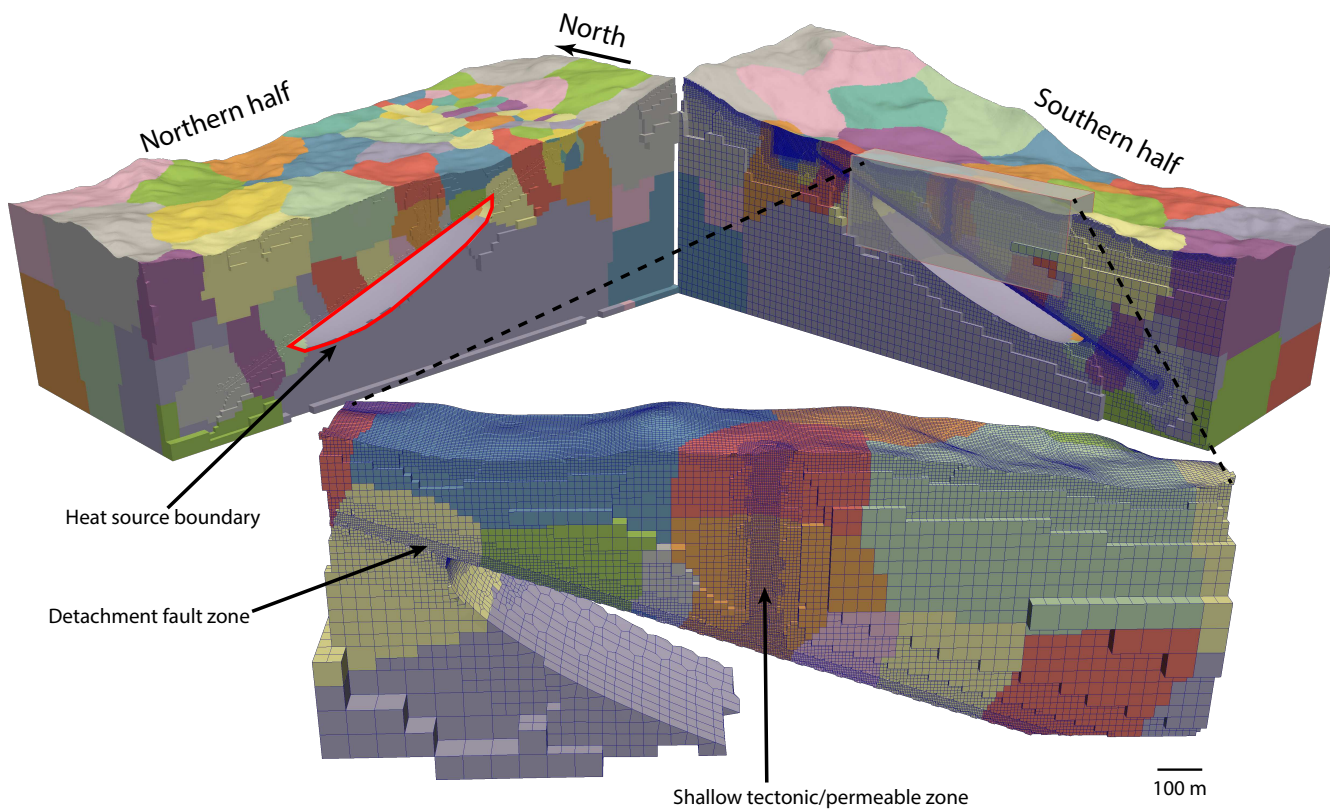 North
Northern half
Southern half
Heat source boundary
Detachment fault zone
Shallow tectonic/permeable zone
100 m